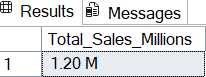 Results Messages
Total_Sales_Millions
1 1.20 M